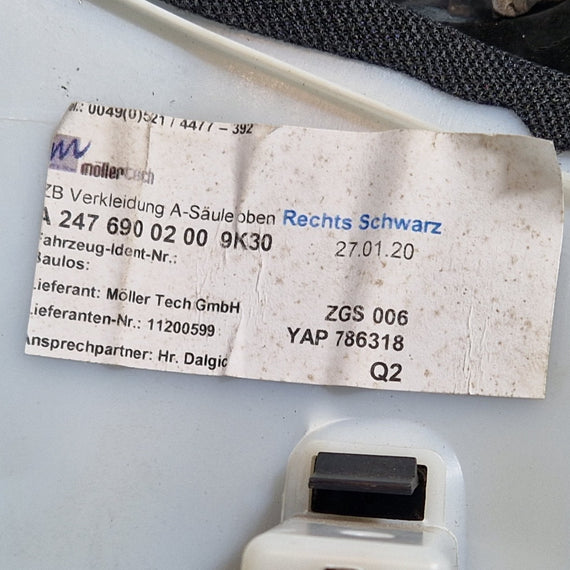 .: 0049(0)521 / 4477 – 392
möllertech
ZB Verkleidung A-Säule oben Rechts Schwarz
A 247 690 02 00 9K30 27.01.20
Fahrzeug-Ident-Nr.:
Baulos:
Lieferant: Möller Tech GmbH ZGS 006
Lieferanten-Nr.: 11200599 YAP 786318
Ansprechpartner: Hr. Dalgic Q2